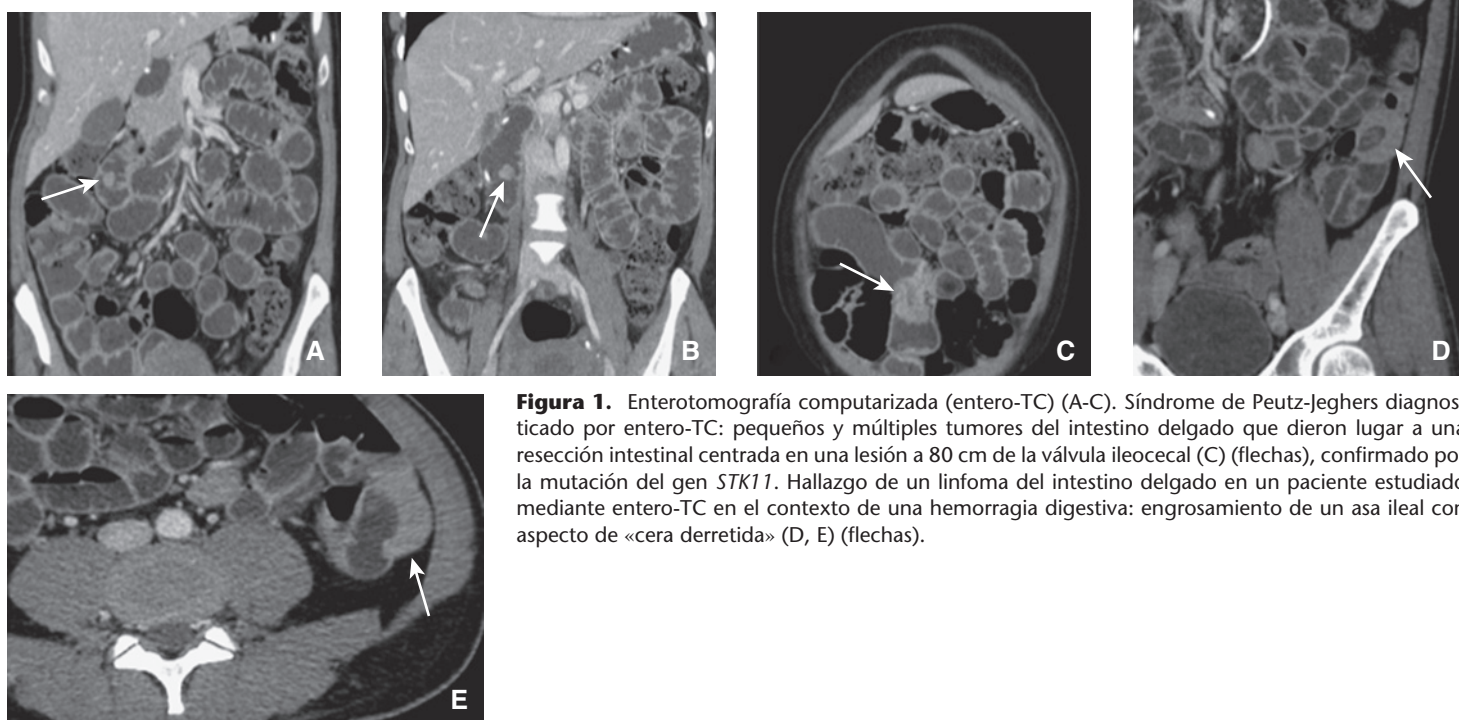 A
B
C
D
E
Figura 1. Enterotomografía computarizada (entero-TC) (A-C). Síndrome de Peutz-Jeghers diagnos
ticado por entero-TC: pequeños y múltiples tumores del intestino delgado que dieron lugar a una
resección intestinal centrada en una lesión a 80 cm de la válvula ileocecal (C) (flechas), confirmado po
la mutación del gen STK11. Hallazgo de un linfoma del intestino delgado en un paciente estudiado
mediante entero-TC en el contexto de una hemorragia digestiva: engrosamiento de un asa ileal con
aspecto de «cera derretida» (D, E) (flechas).